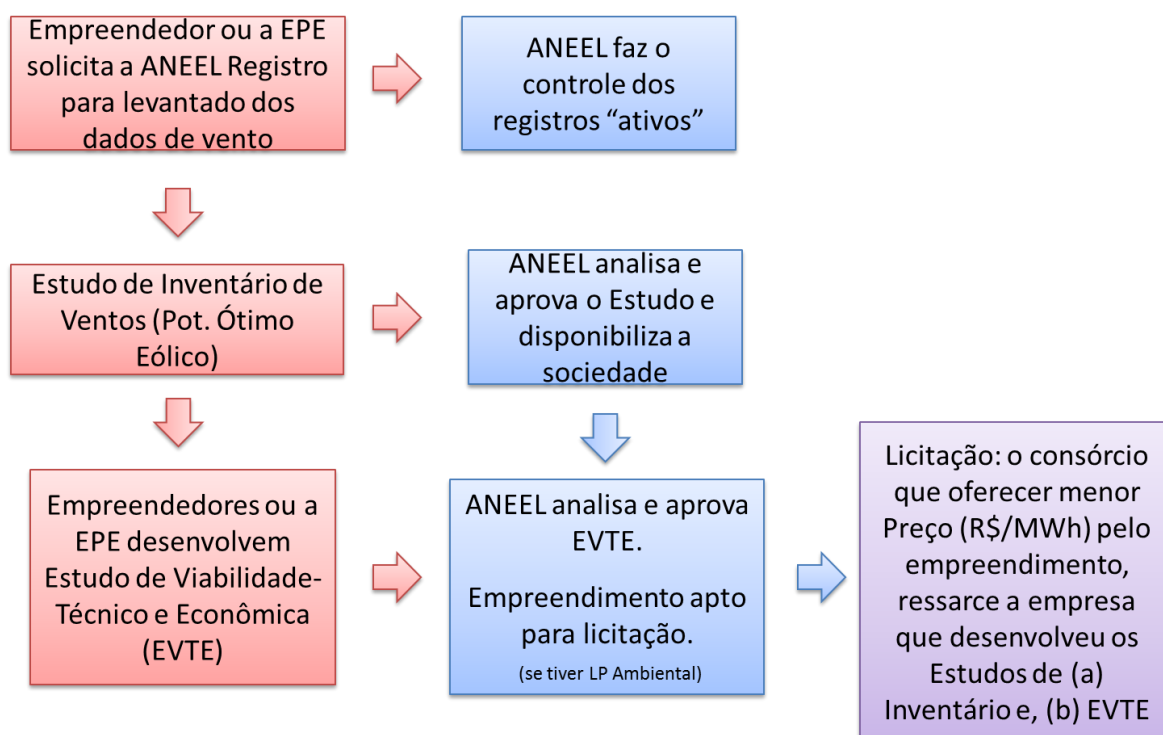 Empreendedor ou a EPE
solicita a ANEEL Registro
para levantado dos
dados de vento
ANEEL faz o
controle dos
registros “ativos”
Estudo de Inventário de
Ventos (Pot. Ótimo
Eólico)
ANEEL analisa e
aprova o Estudo e
disponibiliza a
sociedade
Empreendedores ou a
EPE desenvolvem
Estudo de Viabilidade-
Técnico e Econômica
(EVTE)
ANEEL analisa e aprova
EVTE.
Empreendimento apto
para licitação.
(se tiver LP Ambiental)
Licitação: o consórcio
que oferecer menor
Preço (R$/MWh) pelo
empreendimento,
ressarce a empresa
que desenvolveu os
Estudos de (a)
Inventário e, (b) EVTE